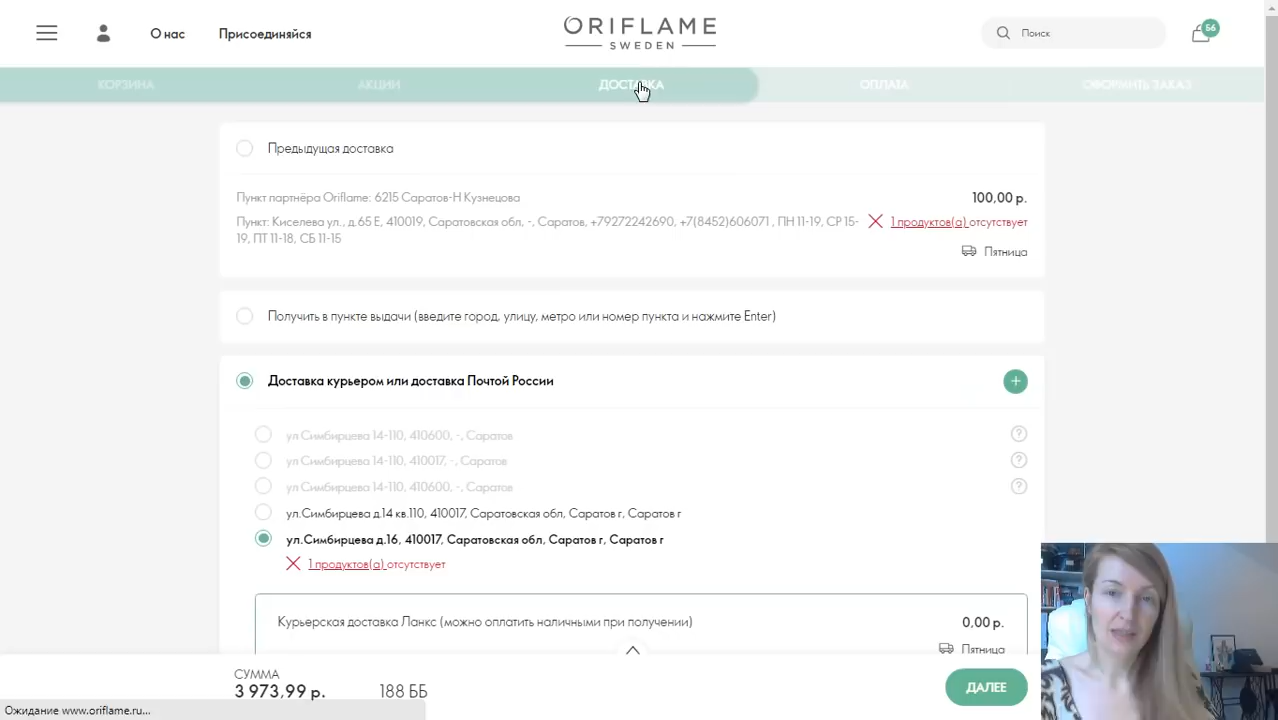 О нас
Присоединяйся
ORIFLAME
SWEDEN
Поиск
56
КОРЗИНА
АКЦИИ
ДОСТАВКА
ОПЛАТА
ОФОРМИТЬ ЗАКАЗ
Предыдущая доставка
Пункт партнёра Oriflame: 6215 Саратов-Н Кузнецова
100,00 р.
Пункт: Киселева ул., д.65 Е, 410019, Саратовская обл, -, Саратов, +79272242690, +7(8452)606071 , ПН 11-19, СР 15-
19, ПТ 11-18, СБ 11-15
1 продуктов(а) отсутствует
Пятница
Получить в пункте выдачи (введите город, улицу, метро или номер пункта и нажмите Enter)
Доставка курьером или доставка Почтой России
+
ул Симбирцева 14-110, 410600, -, Саратов
?
ул Симбирцева 14-110, 410017, -, Саратов
?
ул Симбирцева 14-110, 410600, -, Саратов
?
ул.Симбирцева д.14 кв.110, 410017, Саратовская обл, Саратов г, Саратов г
ул.Симбирцева д.16, 410017, Саратовская обл, Саратов г, Саратов г
1 продуктов(а) отсутствует
Курьерская доставка Ланкс (можно оплатить наличными при получении)
0,00 р.
Пятница
СУММА
3 973,99 р.
188 ББ
ДАЛЕЕ
Ожидание www.oriflame.ru...